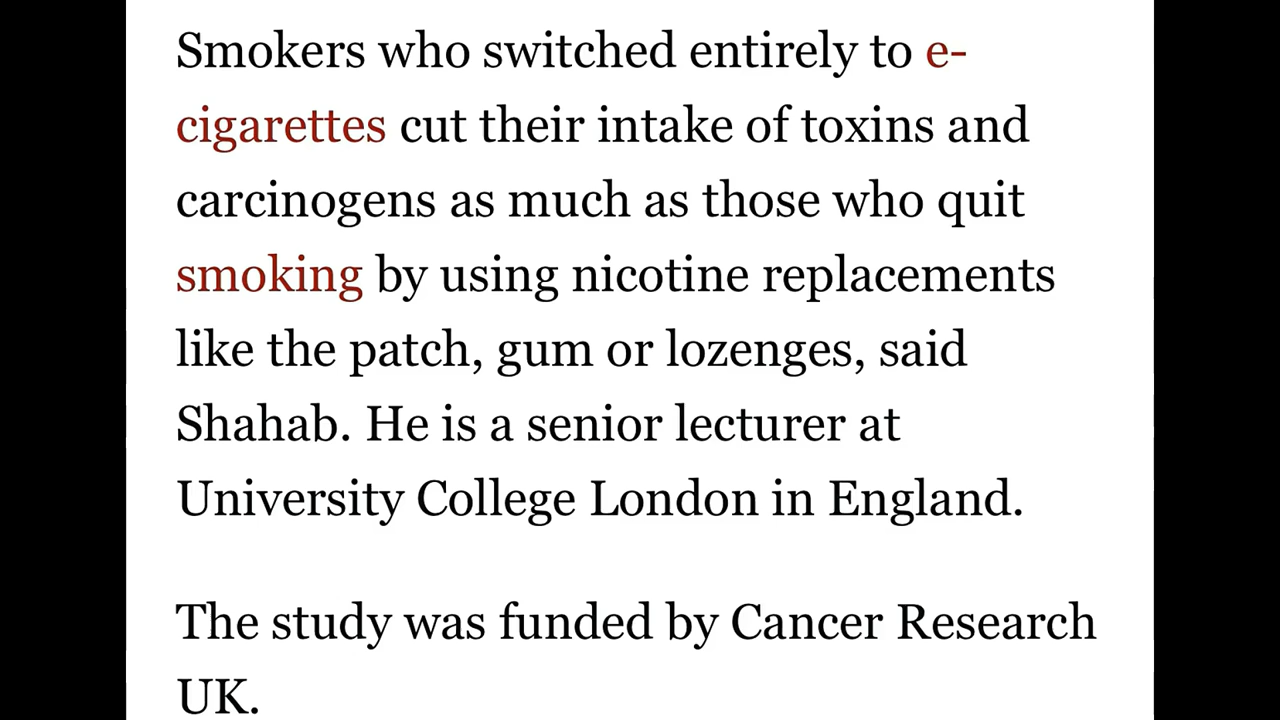 Smokers who switched entirely to e-
cigarettes cut their intake of toxins and
carcinogens as much as those who quit
smoking by using nicotine replacements
like the patch, gum or lozenges, said
Shahab. He is a senior lecturer at
University College London in England.
The study was funded by Cancer Research
UK.